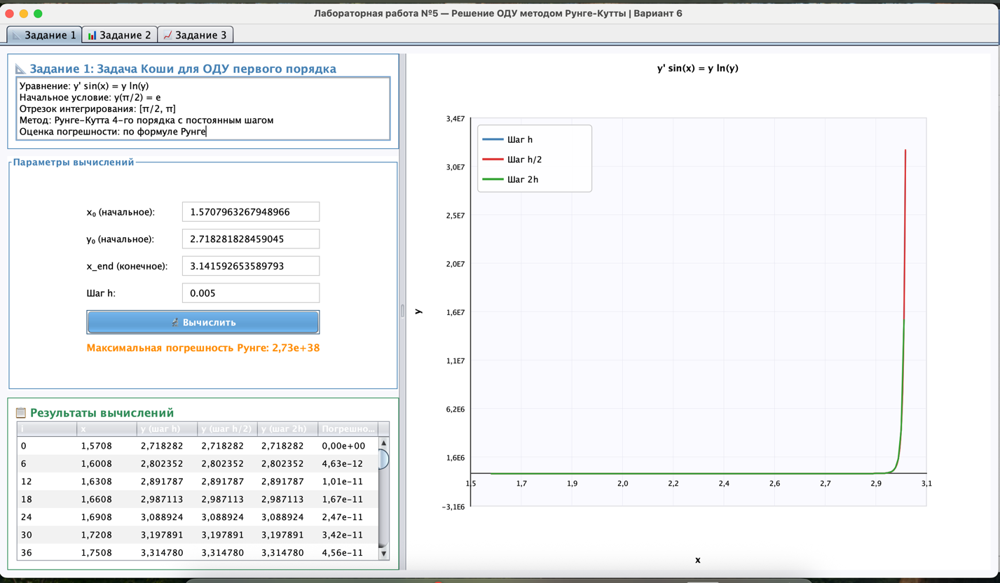 Лабораторная работа №5 — Решение ОДУ методом Рунге-Кутты | Вариант 6
Задание 1
Задание 2
Задание 3
Задание 1: Задача Коши для ОДУ первого порядка
Уравнение: y' sin(x) = y ln(y)
Начальное условие: y(π/2) = e
Отрезок интегрирования: [π/2, π]
Метод: Рунге-Кутта 4-го порядка с постоянным шагом
Оценка погрешности: по формуле Рунге
Параметры вычислений
x₀ (начальное): 1.5707963267948966
y₀ (начальное): 2.718281828459045
x_end (конечное): 3.141592653589793
Шаг h: 0.005
Вычислить
Максимальная погрешность Рунге: 2,73e+38
Результаты вычислений
i x y (шаг h) y (шаг h/2) y (шаг 2h) Погрешно...
0 1,5708 2,718282 2,718282 2,718282 0,00e+00
6 1,6008 2,802352 2,802352 2,802352 4,63e-12
12 1,6308 2,891787 2,891787 2,891787 1,01e-11
18 1,6608 2,987113 2,987113 2,987113 1,67e-11
24 1,6908 3,088924 3,088924 3,088924 2,47e-11
30 1,7208 3,197891 3,197891 3,197891 3,42e-11
36 1,7508 3,314780 3,314780 3,314780 4,56e-11
y' sin(x) = y ln(y)
Шаг h
Шаг h/2
Шаг 2h
3,4E7
3,0E7
2,5E7
2,0E7
1,6E7
1,1E7
6,2E6
1,6E6
-3,1E6
y
1,5 1,7 1,9 2,0 2,2 2,4 2,6 2,7 2,9 3,1
x